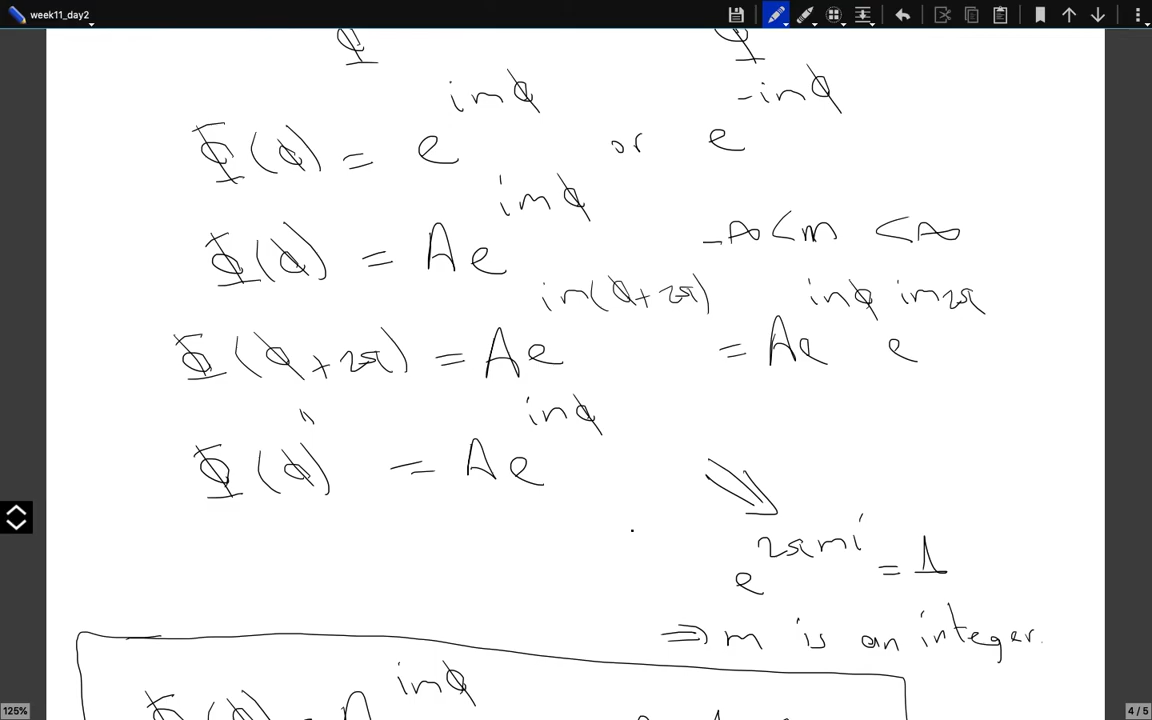 week11_day2
Φ Φ
Φ(ϕ) = e^{imϕ} or e^{-imϕ}
Φ(ϕ) = Ae^{imϕ} -∞ < m < ∞
Φ(ϕ+2π) = Ae^{im(ϕ+2π)} = Ae^{imϕ} e^{im2π}
"
Φ(ϕ) = Ae^{imϕ}
e^{2πmi} = 1
⇒ m is an integer.
Φ(ϕ) = A e^{imϕ}
125%
4 / 5